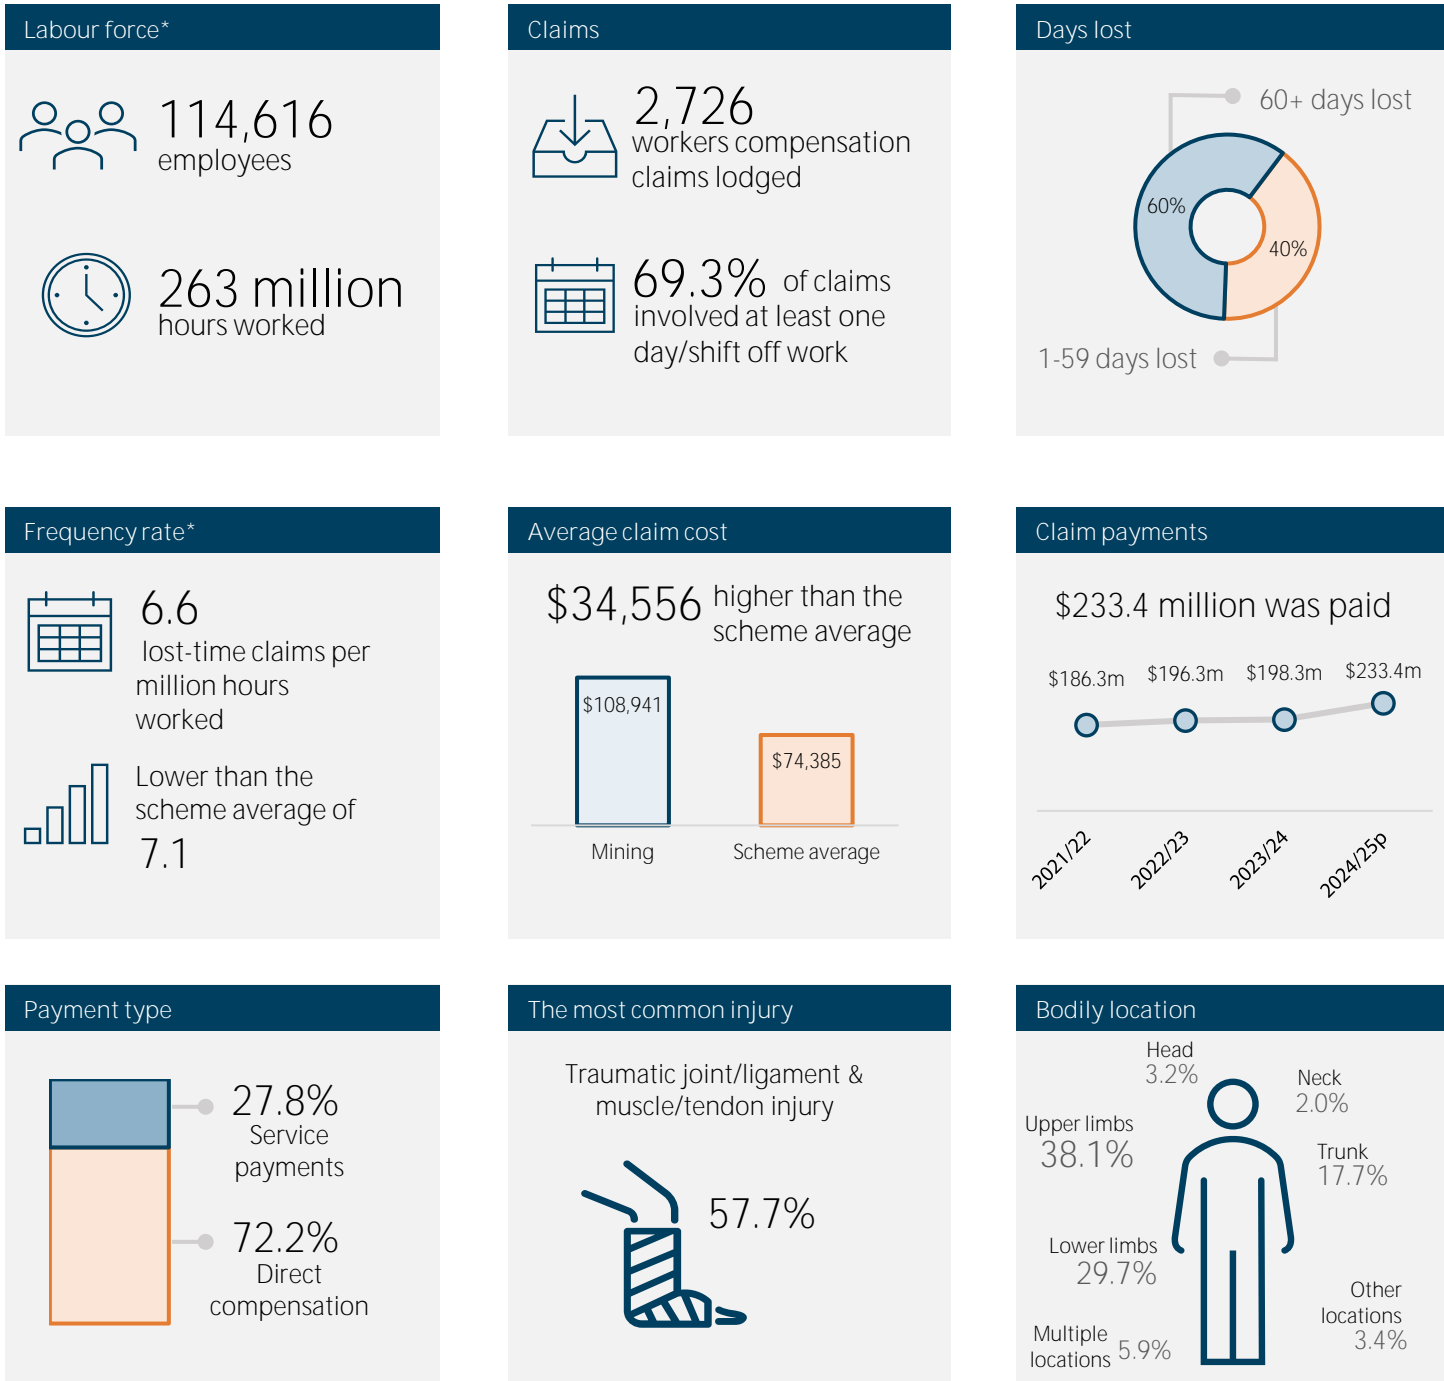 Labour force*
114,616
employees
263 million
hours worked
Claims
2,726
workers compensation
claims lodged
69.3% of claims
involved at least one
day/shift off work
Days lost
60+ days lost
60%
40%
1-59 days lost
Frequency rate*
6.6
lost-time claims per
million hours
worked
Lower than the
scheme average of
7.1
Average claim cost
$34,556 higher than the
scheme average
$108,941
$74,385
Mining
Scheme average
Claim payments
$233.4 million was paid
$186.3m
$196.3m
$198.3m
$233.4m
2021/22
2022/23
2023/24
2024/25p
Payment type
27.8%
Service
payments
72.2%
Direct
compensation
The most common injury
Traumatic joint/ligament &
muscle/tendon injury
57.7%
Bodily location
Head
3.2%
Neck
2.0%
Upper limbs
38.1%
Trunk
17.7%
Lower limbs
29.7%
Other
locations
3.4%
Multiple
locations 5.9%